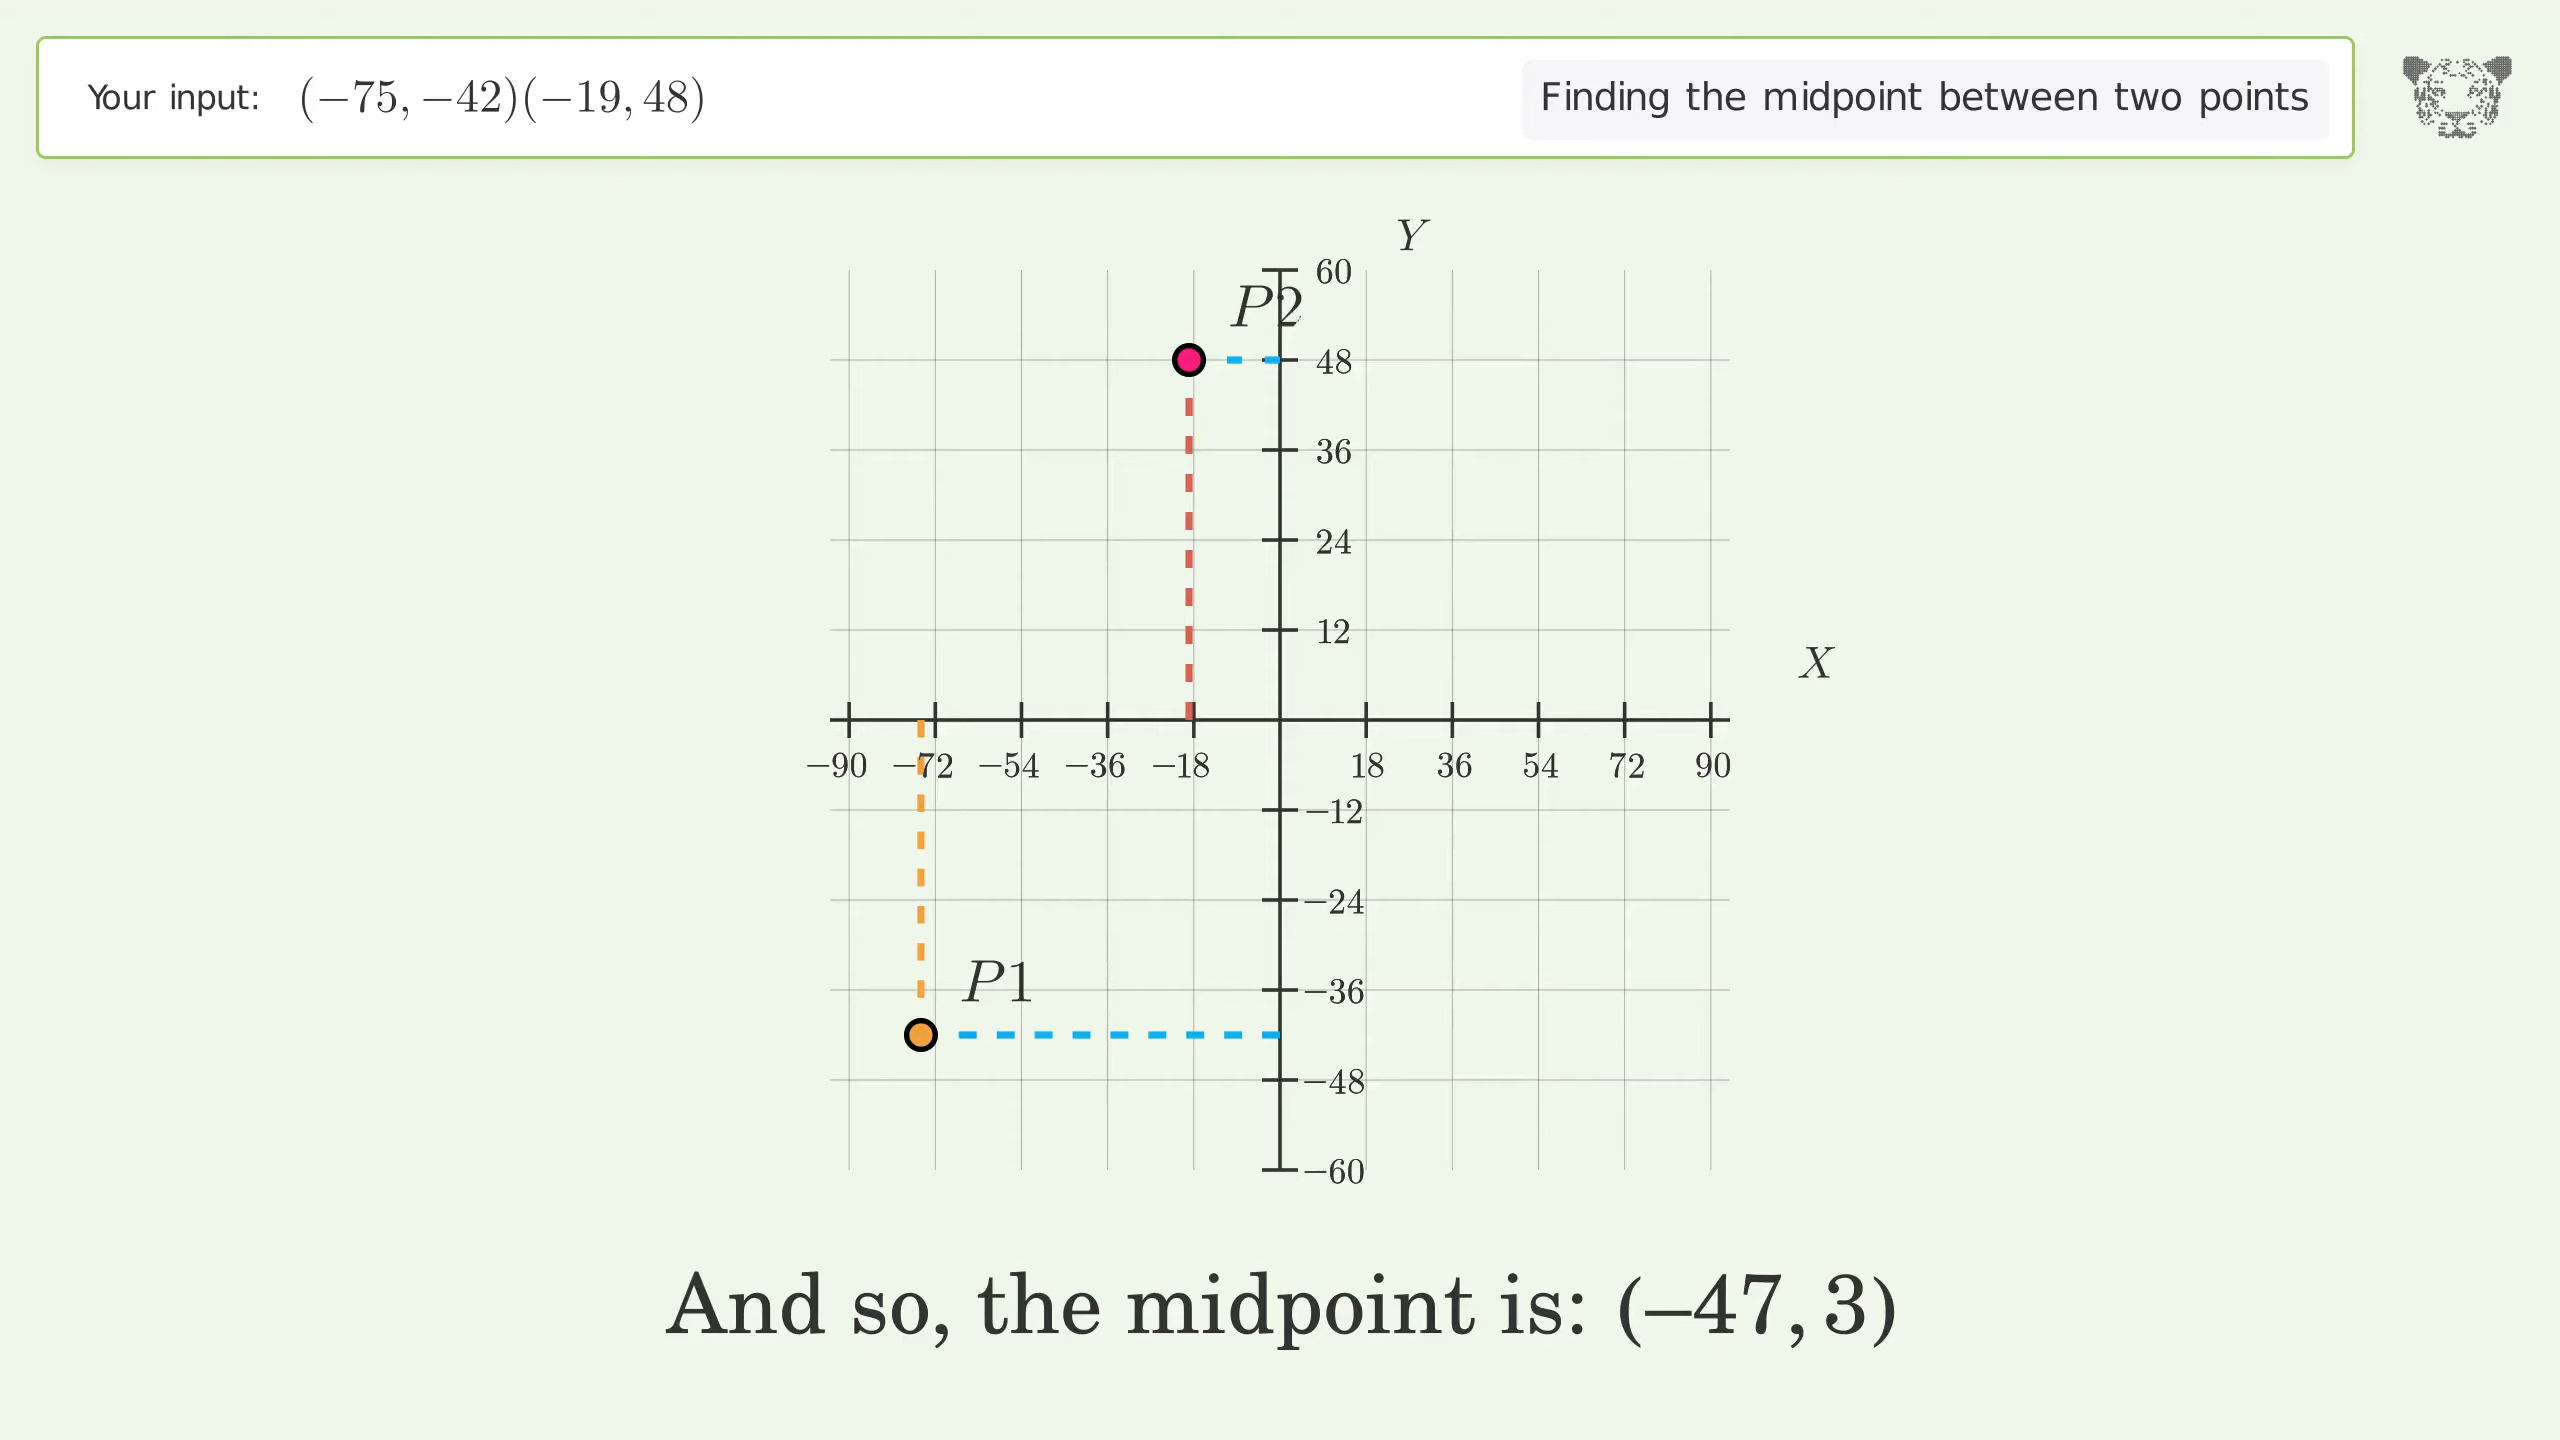 Your input: (−75, −42)(−19, 48)
Finding the midpoint between two points
Y
60
P2
48
36
24
12
X
−90 −72 −54 −36 −18 18 36 54 72 90
−12
−24
P1
−36
−48
−60
And so, the midpoint is: (−47, 3)